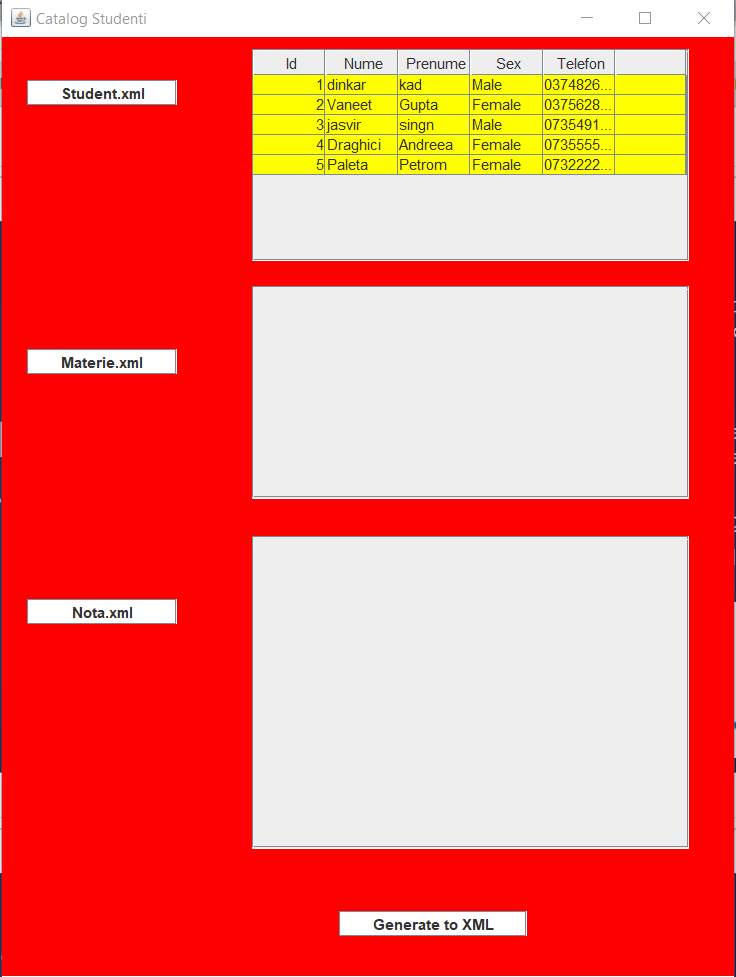 Catalog Studenti
Student.xml
Id Nume Prenume Sex Telefon
1 dinkar kad Male 0374826...
2 Vaneet Gupta Female 0375628...
3 jasvir singn Male 0735491...
4 Draghici Andreea Female 0735555...
5 Paleta Petrom Female 0732222...
Materie.xml
Nota.xml
Generate to XML